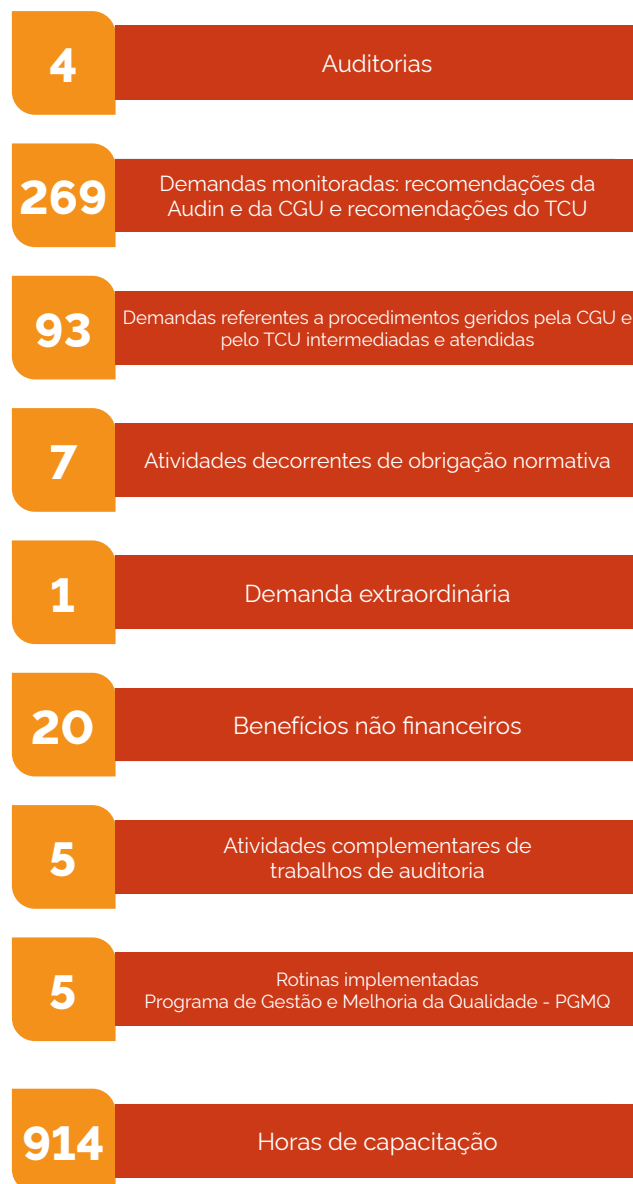 4
Auditorias
269
Demandas monitoradas: recomendações da
Audin e da CGU e recomendações do TCU
93
Demandas referentes a procedimentos geridos pela CGU e
pelo TCU intermediadas e atendidas
7
Atividades decorrentes de obrigação normativa
1
Demanda extraordinária
20
Benefícios não financeiros
5
Atividades complementares de
trabalhos de auditoria
5
Rotinas implementadas
Programa de Gestão e Melhoria da Qualidade - PGMQ
914
Horas de capacitação